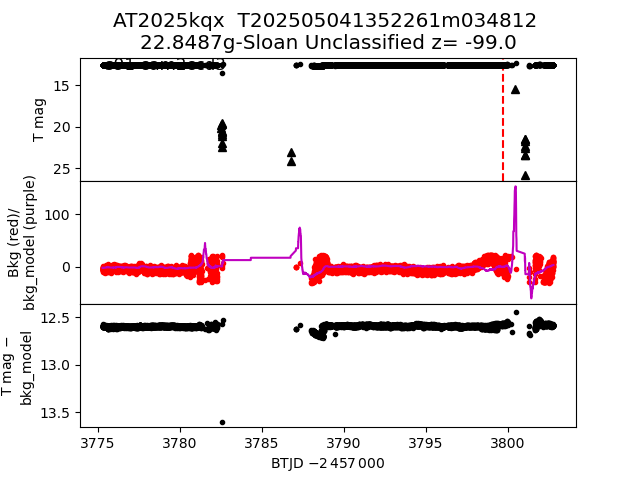 AT2025kqx T202505041352261m034812
22.8487g-Sloan Unclassified z= -99.0
T mag
15
20
25
Bkg (red)/
bkg_model (purple)
100
0
T mag −
bkg_model
12.5
13.0
13.5
3775
3780
3785
3790
3795
3800
BTJD −2 457 000